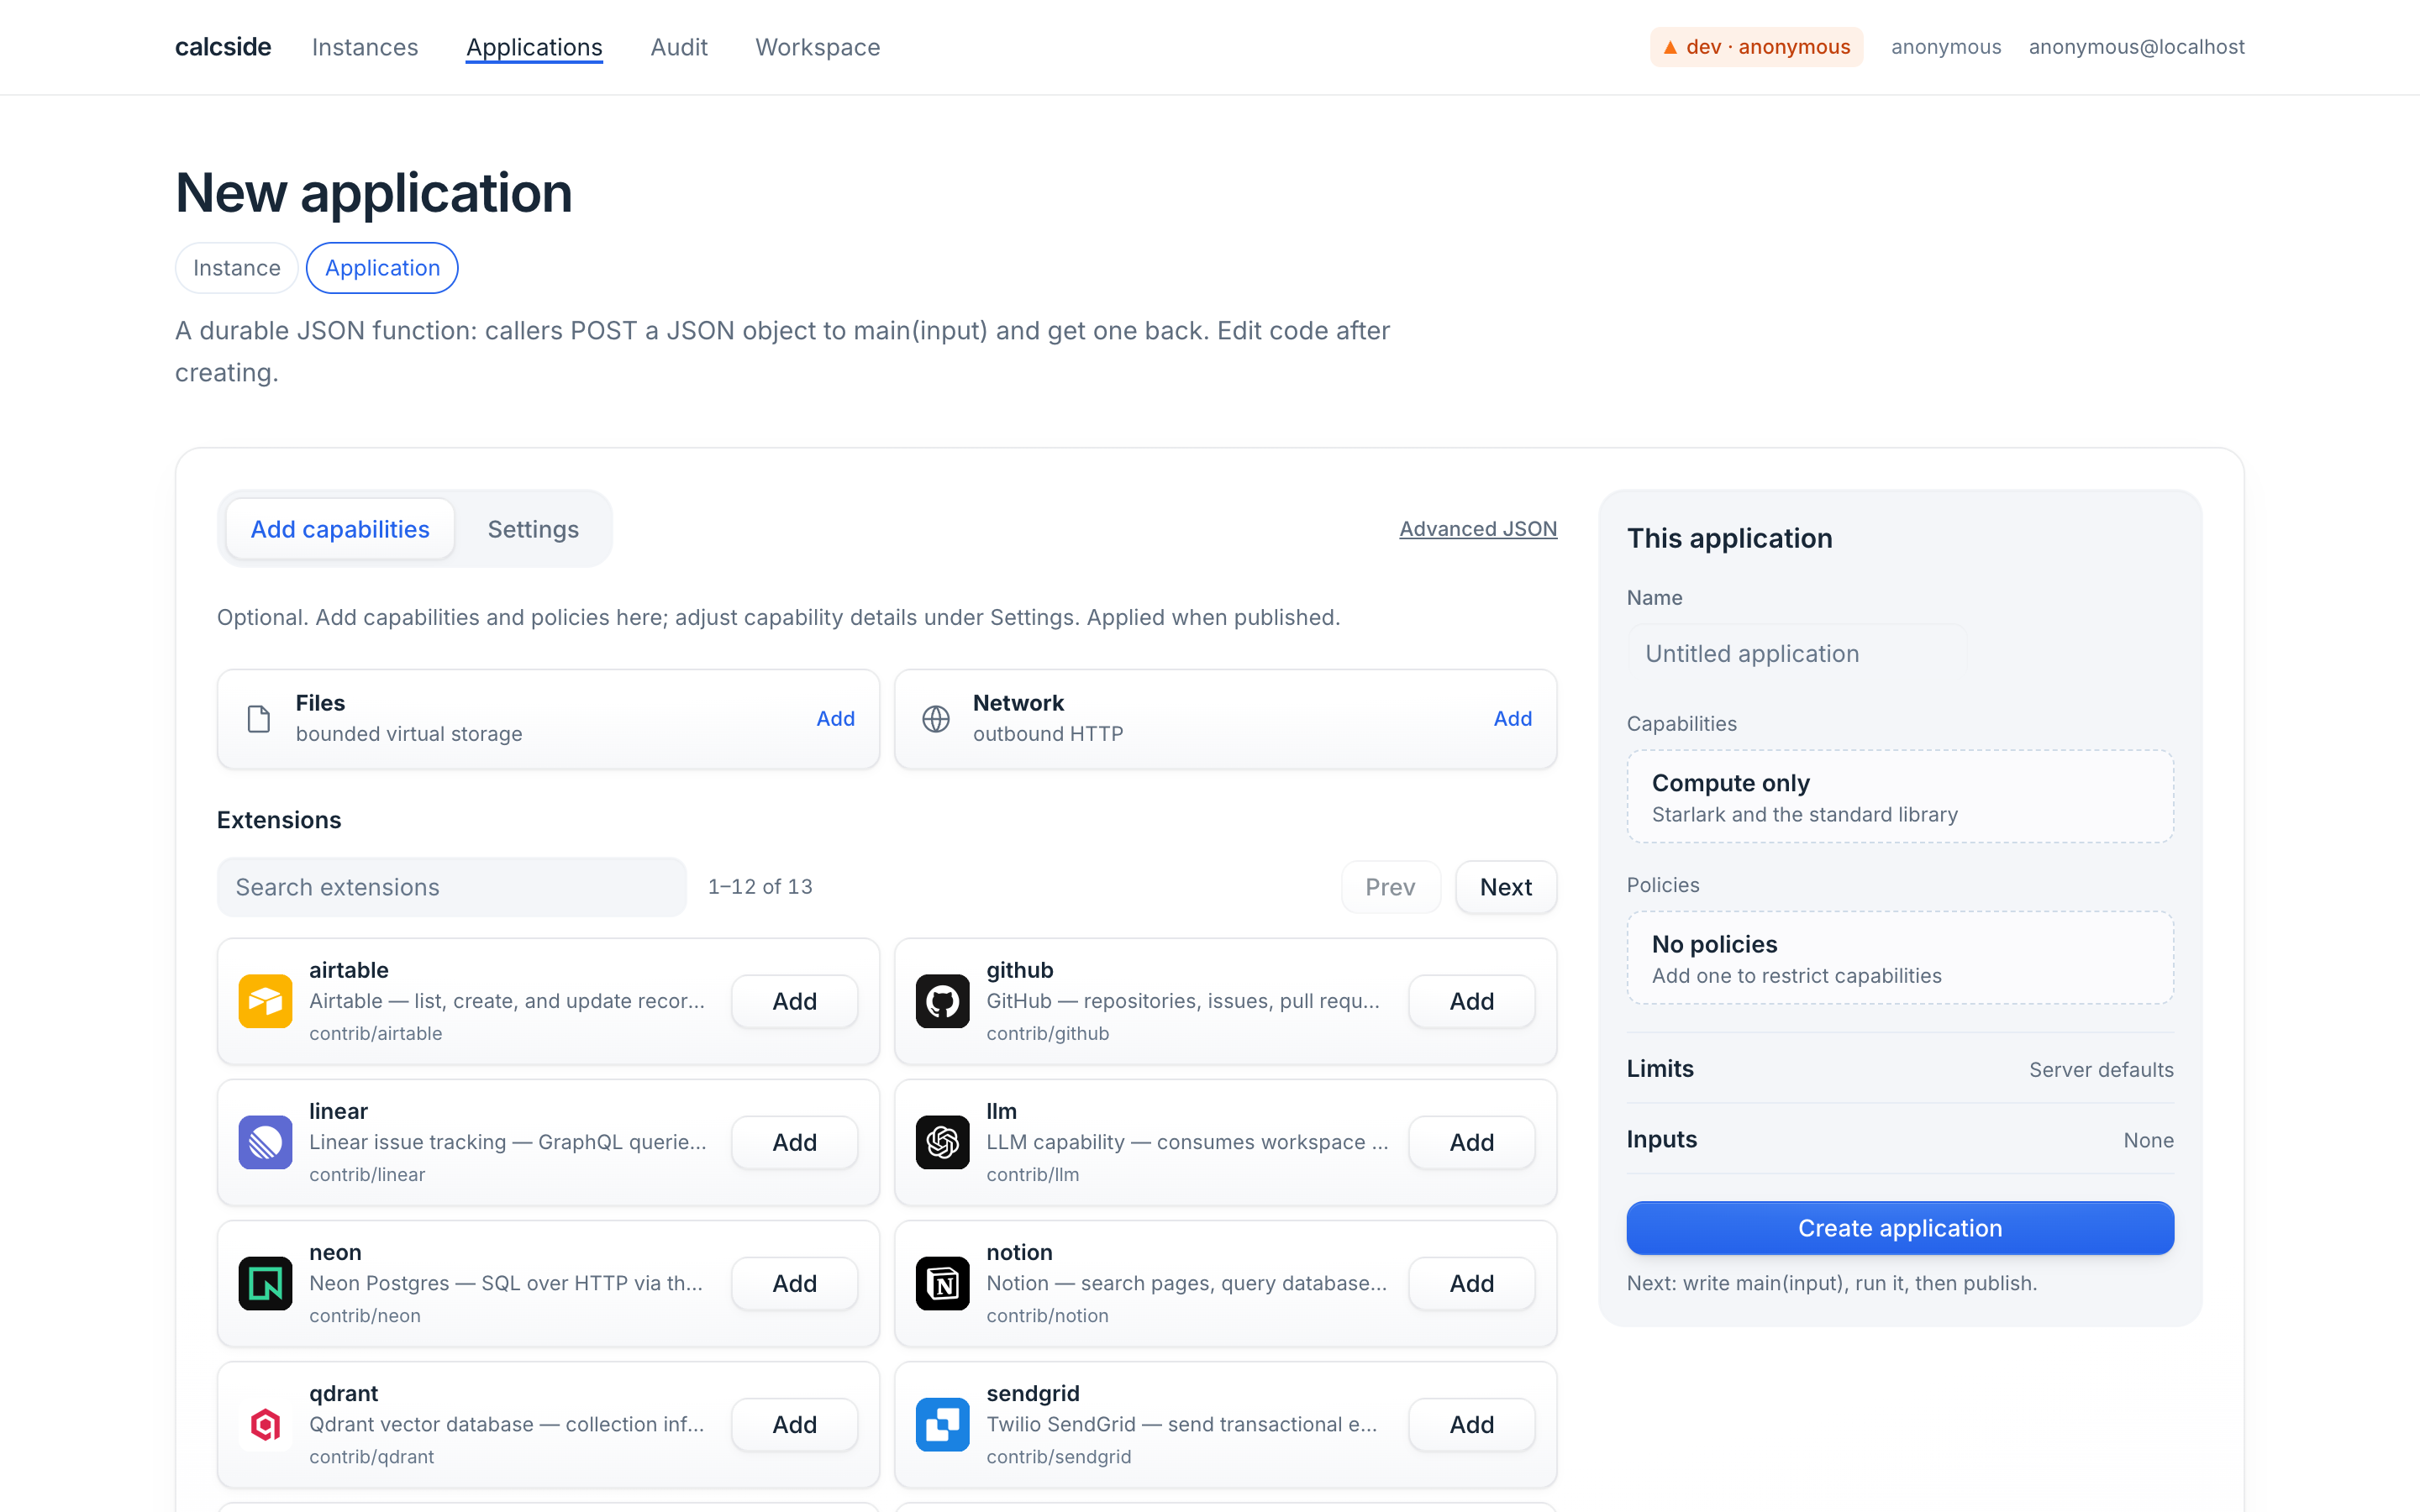 calcside
Instances
Applications
Audit
Workspace
▲ dev · anonymous
anonymous
anonymous@localhost
New application
Instance
Application
A durable JSON function: callers POST a JSON object to main(input) and get one back. Edit code after
creating.
Add capabilities
Settings
Advanced JSON
Optional. Add capabilities and policies here; adjust capability details under Settings. Applied when published.
Files
bounded virtual storage
Add
Network
outbound HTTP
Add
Extensions
Search extensions
1–12 of 13
Prev
Next
airtable
Airtable — list, create, and update recor...
contrib/airtable
Add
github
GitHub — repositories, issues, pull requ...
contrib/github
Add
linear
Linear issue tracking — GraphQL querie...
contrib/linear
Add
llm
LLM capability — consumes workspace ...
contrib/llm
Add
neon
Neon Postgres — SQL over HTTP via th...
contrib/neon
Add
notion
Notion — search pages, query database...
contrib/notion
Add
qdrant
Qdrant vector database — collection inf...
contrib/qdrant
Add
sendgrid
Twilio SendGrid — send transactional e...
contrib/sendgrid
Add
This application
Name
Untitled application
Capabilities
Compute only
Starlark and the standard library
Policies
No policies
Add one to restrict capabilities
Limits
Server defaults
Inputs
None
Create application
Next: write main(input), run it, then publish.